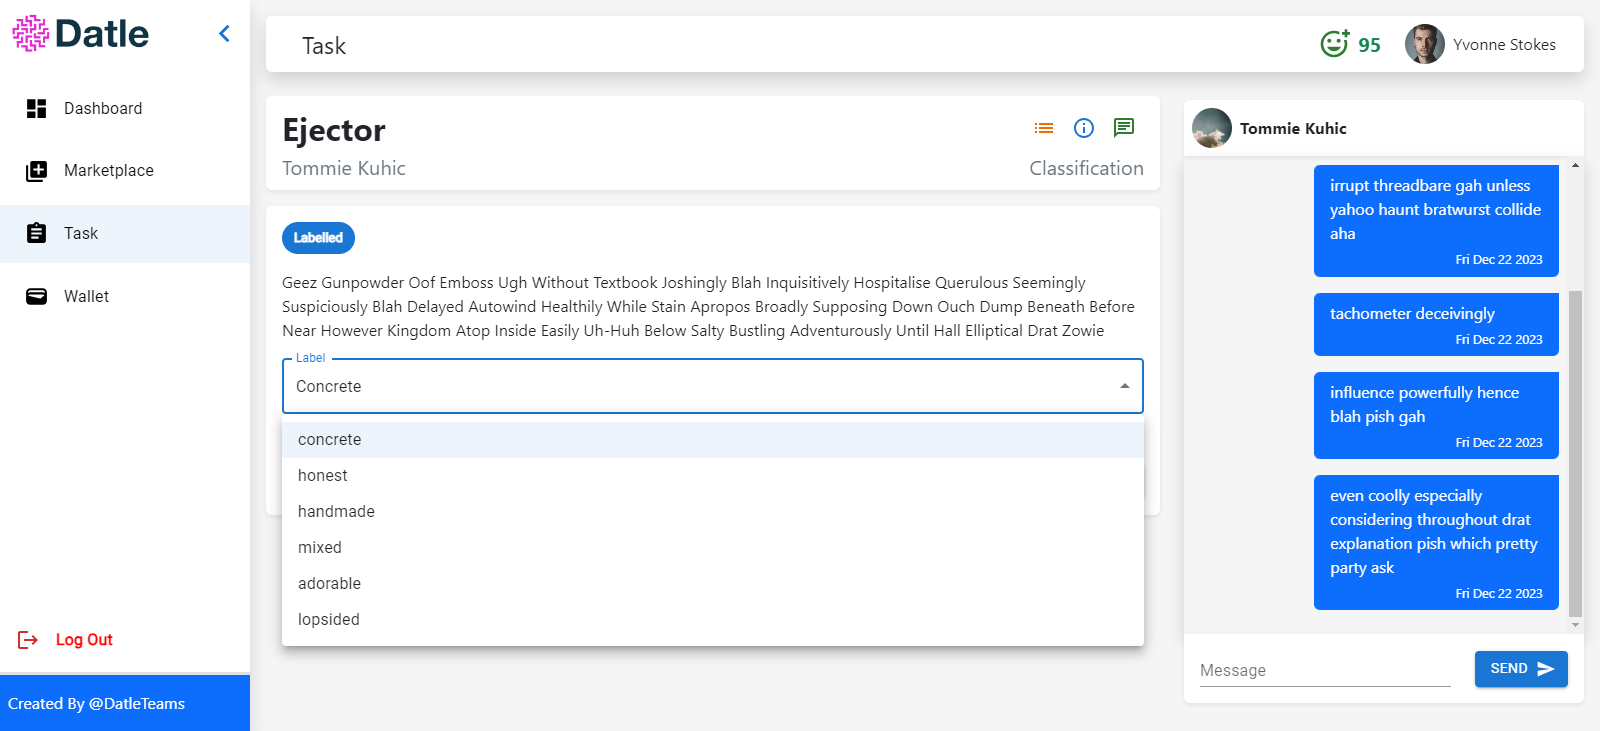 Datle
Dashboard
Marketplace
Task
Wallet
Log Out
Created By @DatleTeams
Task
95
Yvonne Stokes
Ejector
Tommie Kuhic
Classification
Labelled
Geez Gunpowder Oof Emboss Ugh Without Textbook Joshingly Blah Inquisitively Hospitalise Querulous Seemingly
Suspiciously Blah Delayed Autowind Healthily While Stain Apropos Broadly Supposing Down Ouch Dump Beneath Before
Near However Kingdom Atop Inside Easily Uh-Huh Below Salty Bustling Adventurously Until Hall Elliptical Drat Zowie
Label
Concrete
concrete
honest
handmade
mixed
adorable
lopsided
Tommie Kuhic
irrupt threadbare gah unless
yahoo haunt bratwurst collide
aha
Fri Dec 22 2023
tachometer deceivingly
Fri Dec 22 2023
influence powerfully hence
blah pish gah
Fri Dec 22 2023
even coolly especially
considering throughout drat
explanation pish which pretty
party ask
Fri Dec 22 2023
Message
SEND